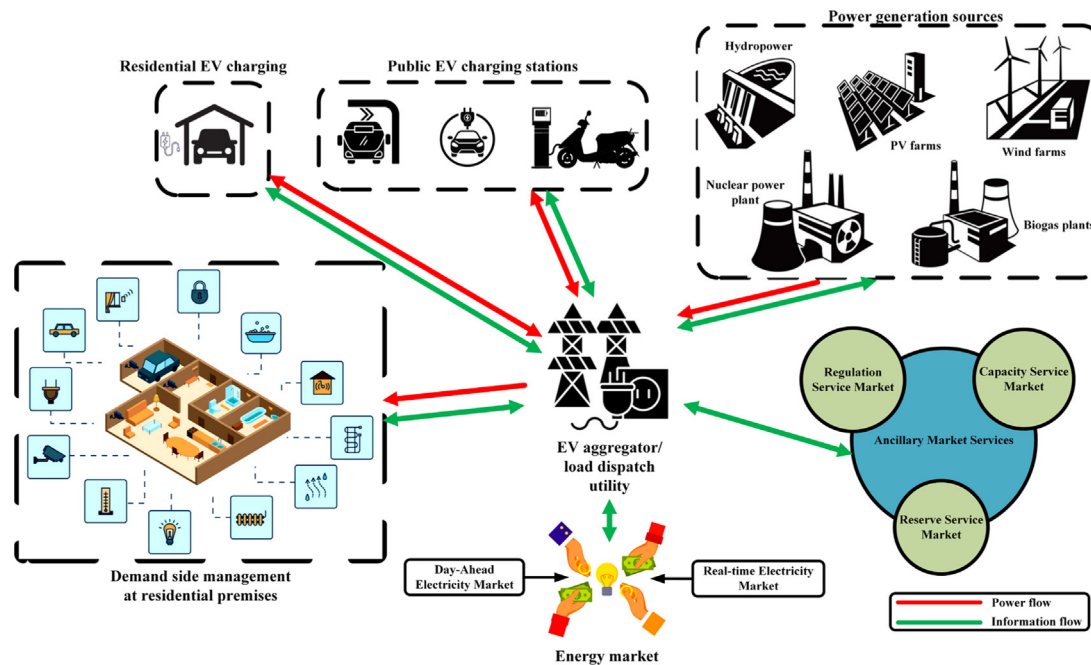 Power generation sources
Residential EV charging
Public EV charging stations
Hydropower
PV farms
Wind farms
Nuclear power
plant
Biogas plants
Regulation
Service Market
Capacity Service
Market
Ancillary Market Services
Reserve Service
Market
EV aggregator/
load dispatch
utility
Demand side management
at residential premises
Day-Ahead
Electricity Market
Real-time Electricity
Market
Energy market
Power flow
Information flow